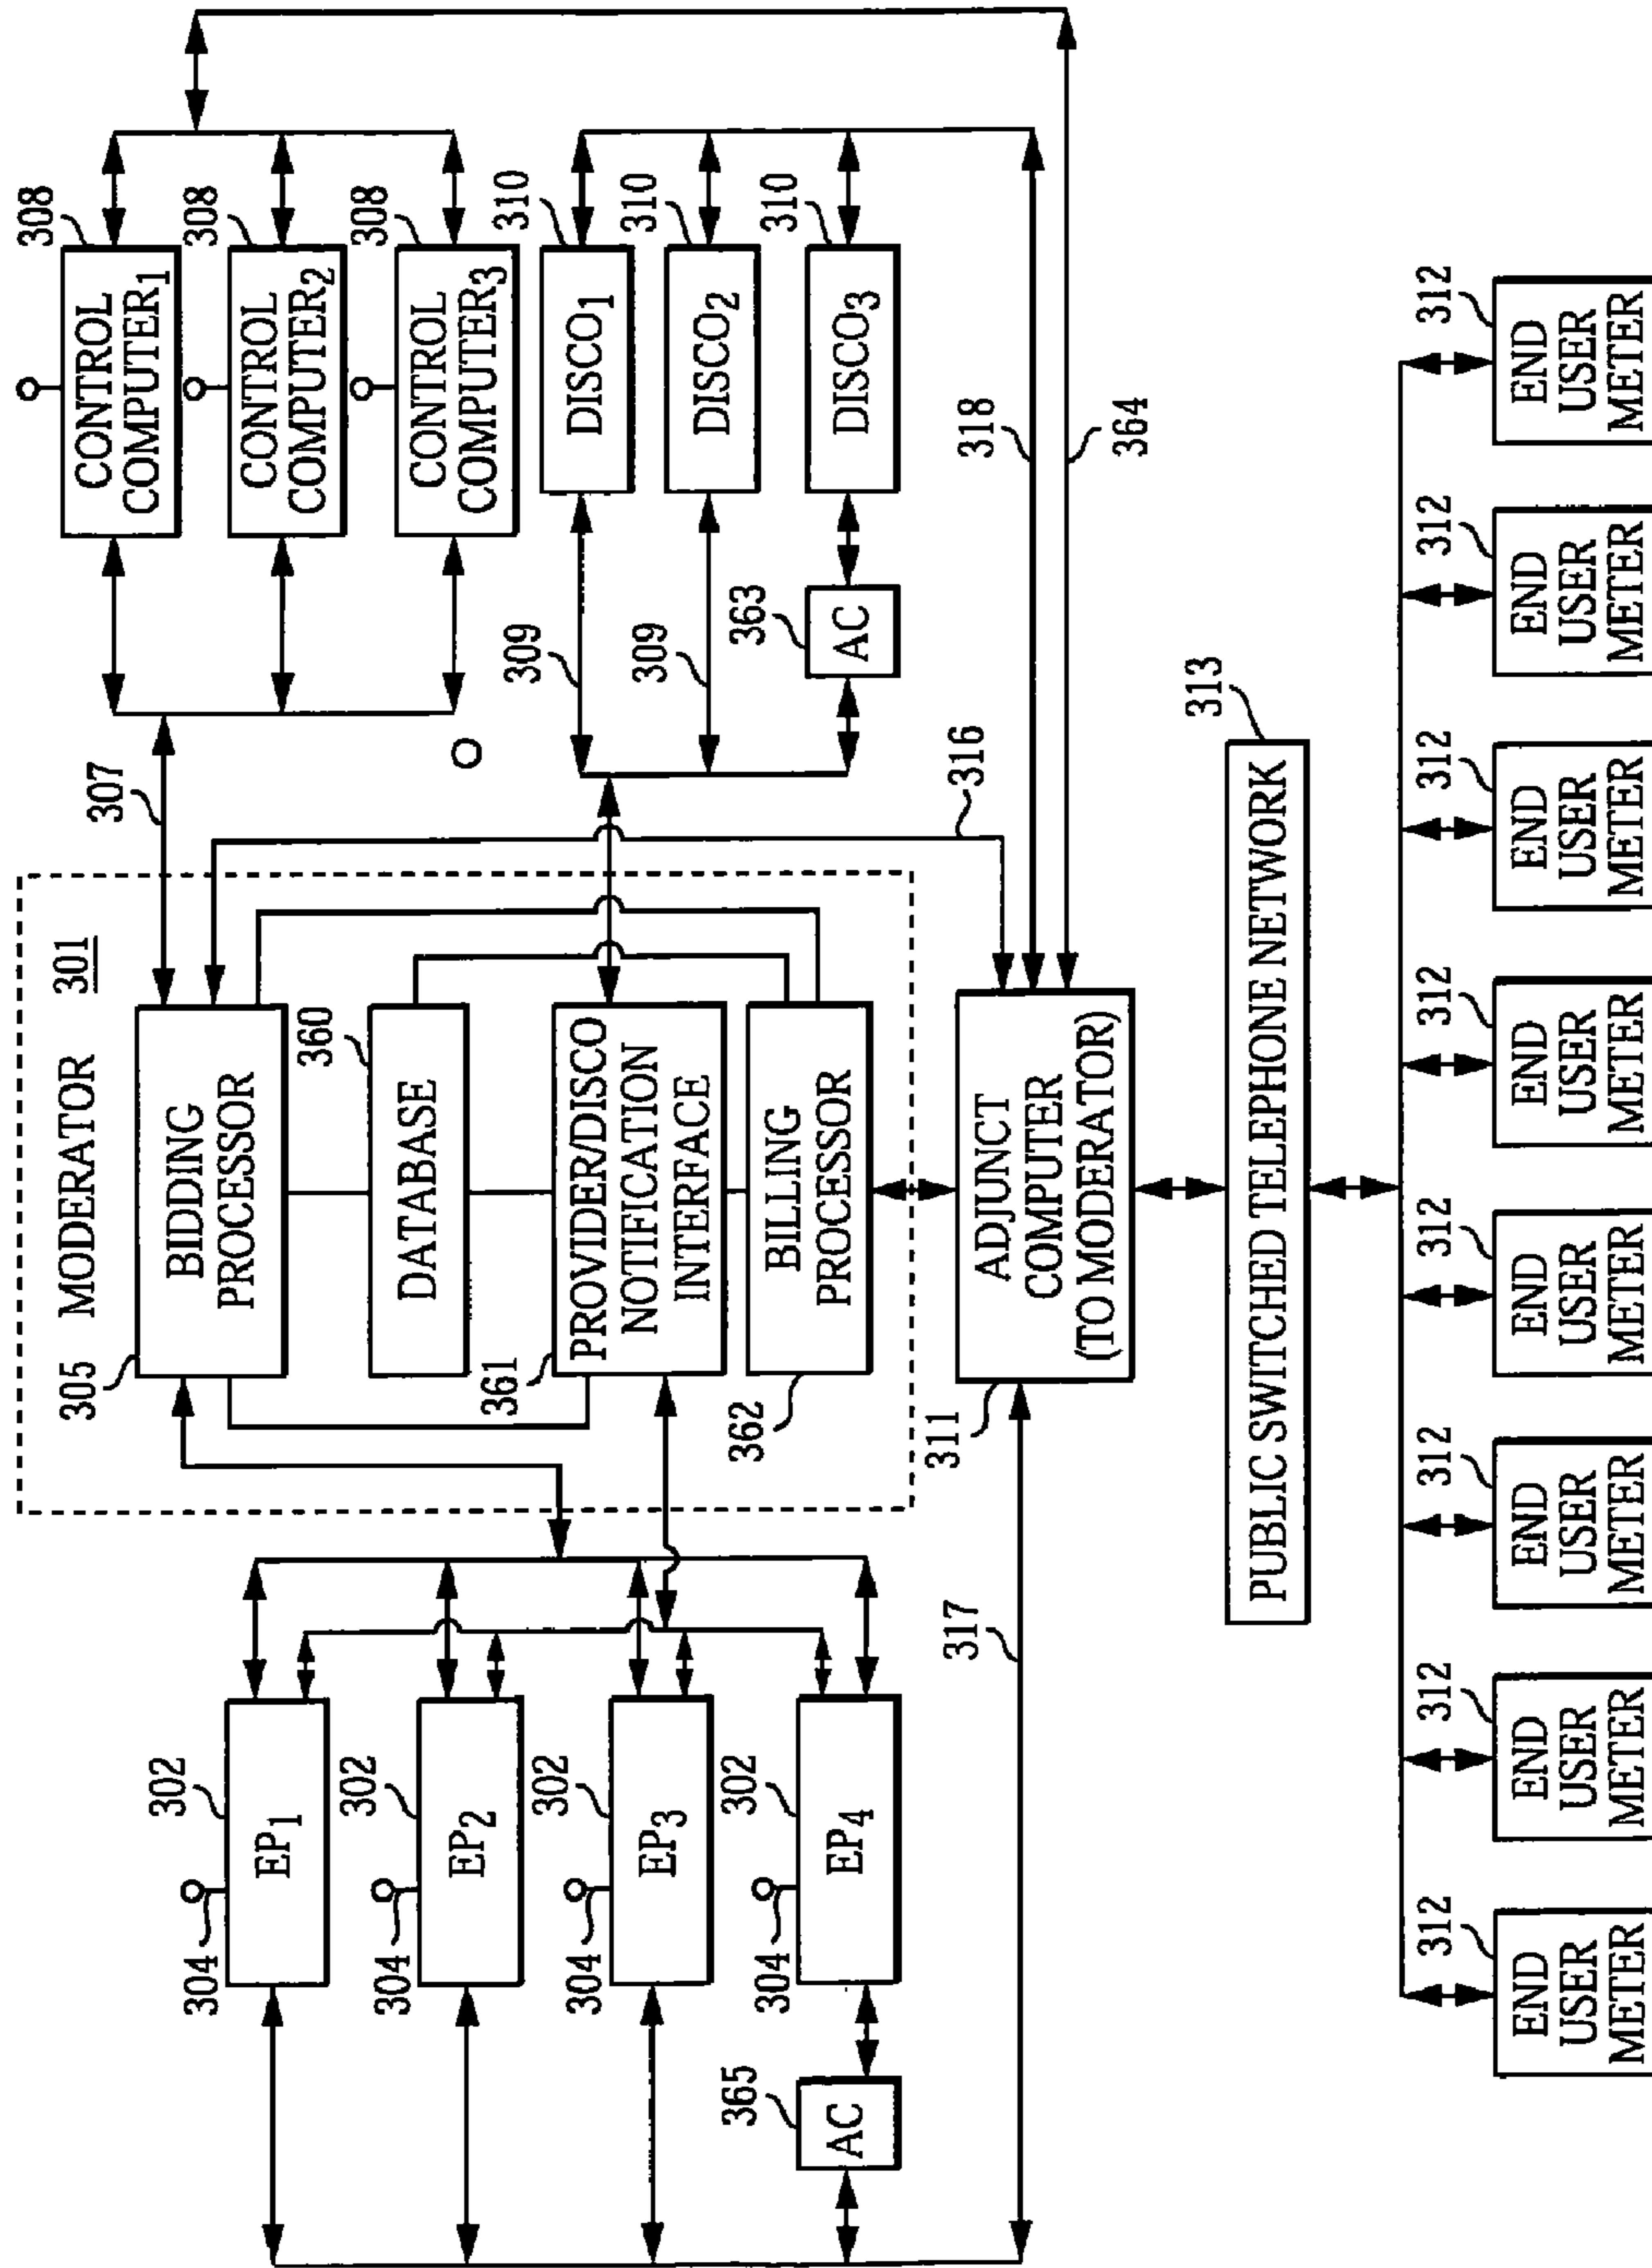 MODERATOR
301
305
BIDDING
PROCESSOR
360
DATABASE
361
PROVIDER/DISCO
NOTIFICATION
INTERFACE
362
BILLING
PROCESSOR
302
304
EP1
302
304
EP2
302
304
EP3
302
304
EP4
365
AC
307
308
CONTROL
COMPUTER1
308
CONTROL
COMPUTER2
308
CONTROL
COMPUTER3
309
310
DISCO1
309
310
DISCO2
363
AC
310
DISCO3
316
318
364
317
311
ADJUNCT
COMPUTER
(TO MODERATOR)
313
PUBLIC SWITCHED TELEPHONE NETWORK
312
END
USER
METER
312
END
USER
METER
312
END
USER
METER
312
END
USER
METER
312
END
USER
METER
312
END
USER
METER
312
END
USER
METER
312
END
USER
METER